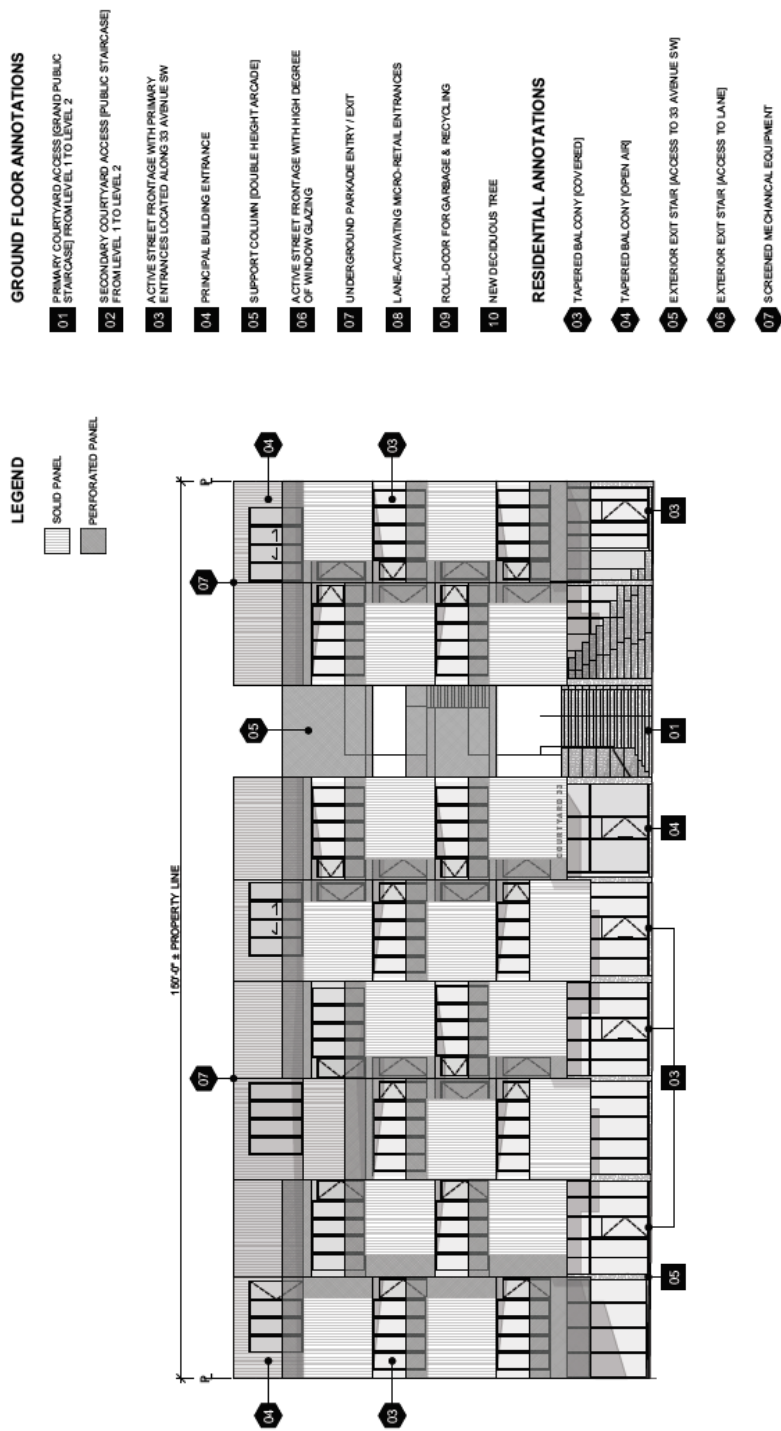 GROUND FLOOR ANNOTATIONS
01 PRIMARY COURTYARD ACCESS [GRAND PUBLIC
STAIRCASE] FROM LEVEL 1 TO LEVEL 2
02 SECONDARY COURTYARD ACCESS [PUBLIC STAIRCASE]
FROM LEVEL 1 TO LEVEL 2
03 ACTIVE STREET FRONTAGE WITH PRIMARY
ENTRANCES LOCATED ALONG 33 AVENUE SW
04 PRINCIPAL BUILDING ENTRANCE
05 SUPPORT COLUMN [DOUBLE HEIGHT ARCADE]
06 ACTIVE STREET FRONTAGE WITH HIGH DEGREE
OF WINDOW GLAZING
07 UNDERGROUND PARKADE ENTRY / EXIT
08 LANE-ACTIVATING MICRO-RETAIL ENTRANCES
09 ROLL-DOOR FOR GARBAGE & RECYCLING
10 NEW DECIDUOUS TREE
RESIDENTIAL ANNOTATIONS
03 TAPERED BALCONY [COVERED]
04 TAPERED BALCONY [OPEN AIR]
05 EXTERIOR EXIT STAIR [ACCESS TO 33 AVENUE SW]
06 EXTERIOR EXIT STAIR [ACCESS TO LANE]
07 SCREENED MECHANICAL EQUIPMENT
LEGEND
SOLID PANEL
PERFORATED PANEL
150'-0" ± PROPERTY LINE
PL
PL
07
07
04
05
04
03
03
COURTYARD 33
05
03
04
01
03